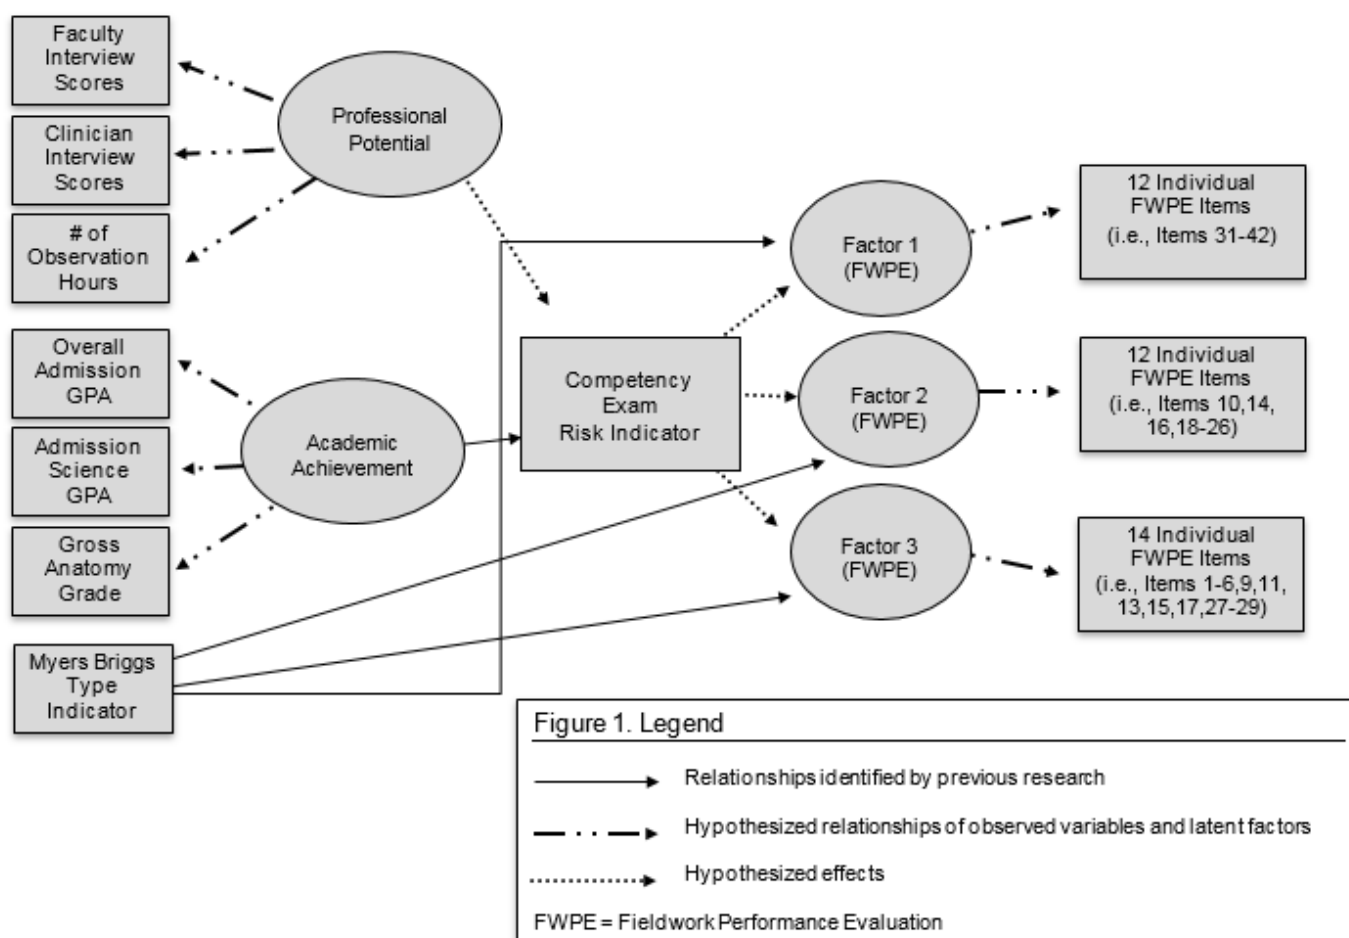 Faculty
Interview
Scores
Clinician
Interview
Scores
# of
Observation
Hours
Overall
Admission
GPA
Admission
Science
GPA
Gross
Anatomy
Grade
Myers Briggs
Type
Indicator
Professional
Potential
Academic
Achievement
Competency
Exam
Risk Indicator
Factor 1
(FWPE)
Factor 2
(FWPE)
Factor 3
(FWPE)
12 Individual
FWPE Items
(i.e., Items 31-42)
12 Individual
FWPE Items
(i.e., Items 10,14,
16,18-26)
14 Individual
FWPE Items
(i.e., Items 1-6,9,11,
13,15,17,27-29)
Figure 1. Legend
Relationships identified by previous research
Hypothesized relationships of observed variables and latent factors
Hypothesized effects
FWPE = Fieldwork Performance Evaluation